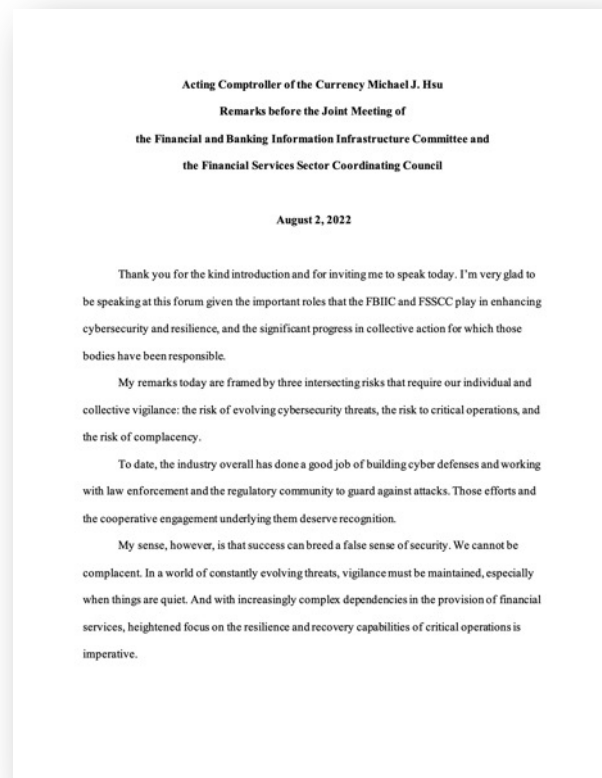 Acting Comptroller of the Currency Michael J. Hsu
Remarks before the Joint Meeting of
the Financial and Banking Information Infrastructure Committee and
the Financial Services Sector Coordinating Council
August 2, 2022
Thank you for the kind introduction and for inviting me to speak today. I’m very glad to
be speaking at this forum given the important roles that the FBIIC and FSSCC play in enhancing
cybersecurity and resilience, and the significant progress in collective action for which those
bodies have been responsible.
My remarks today are framed by three intersecting risks that require our individual and
collective vigilance: the risk of evolving cybersecurity threats, the risk to critical operations, and
the risk of complacency.
To date, the industry overall has done a good job of building cyber defenses and working
with law enforcement and the regulatory community to guard against attacks. Those efforts and
the cooperative engagement underlying them deserve recognition.
My sense, however, is that success can breed a false sense of security. We cannot be
complacent. In a world of constantly evolving threats, vigilance must be maintained, especially
when things are quiet. And with increasingly complex dependencies in the provision of financial
services, heightened focus on the resilience and recovery capabilities of critical operations is
imperative.